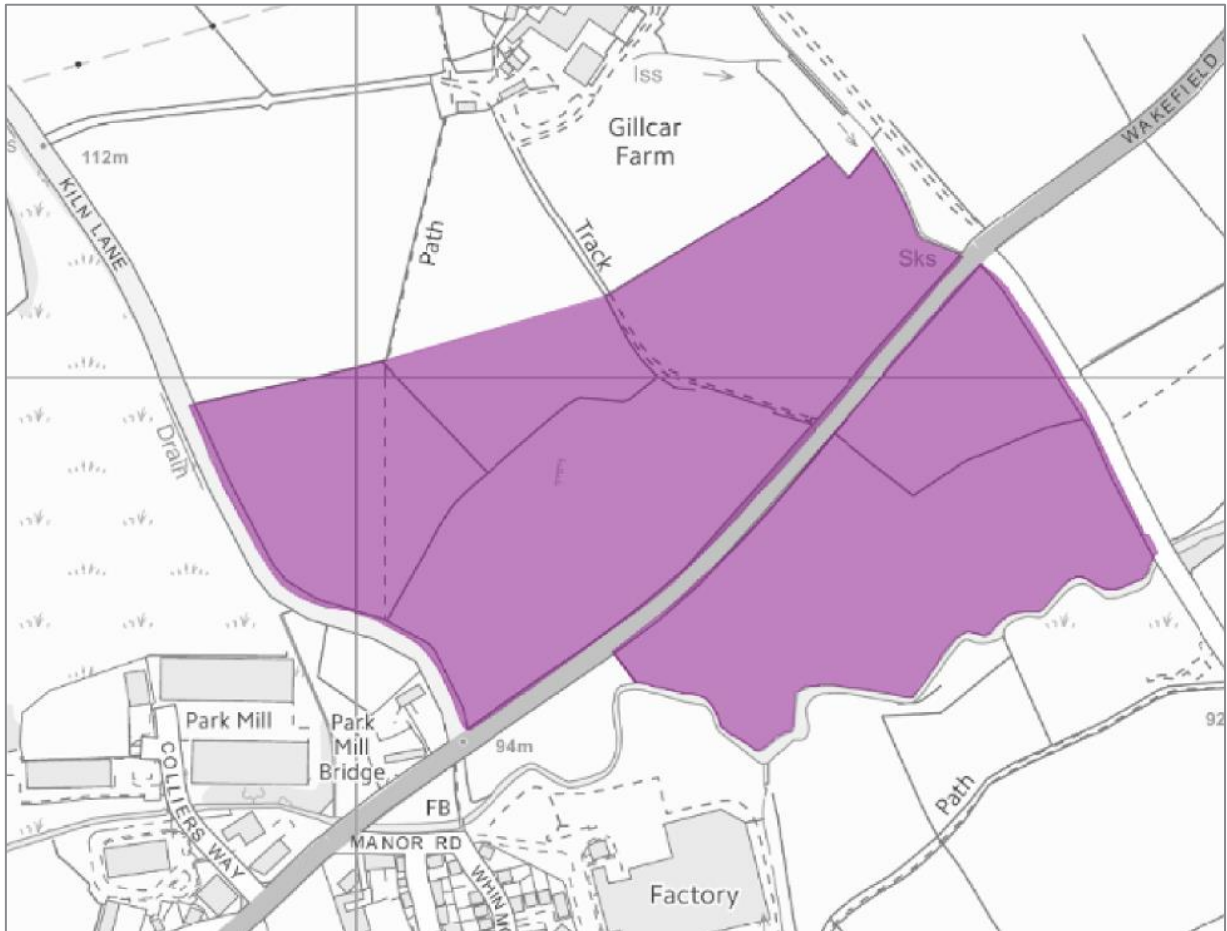 Iss
WAKEFIELD
Gillcar
Farm
112m
KILN LANE
Path
Track
Sks
Drain
Park Mill
Park
Mill
Bridge
94m
COLLIERS WAY
FB
MANOR RD
Path
92
Factory